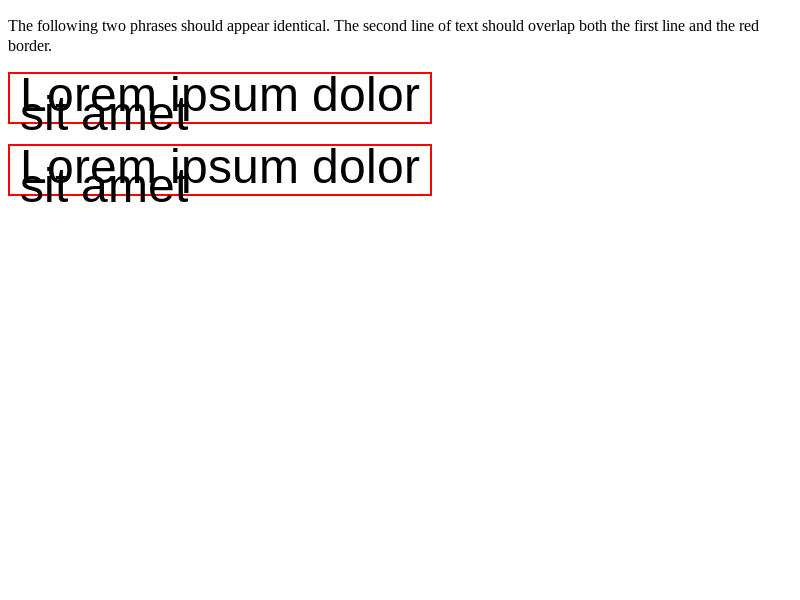 The following two phrases should appear identical. The second line of text should overlap both the first line and the red
border.
Lorem ipsum dolor
sit amet
Lorem ipsum dolor
sit amet